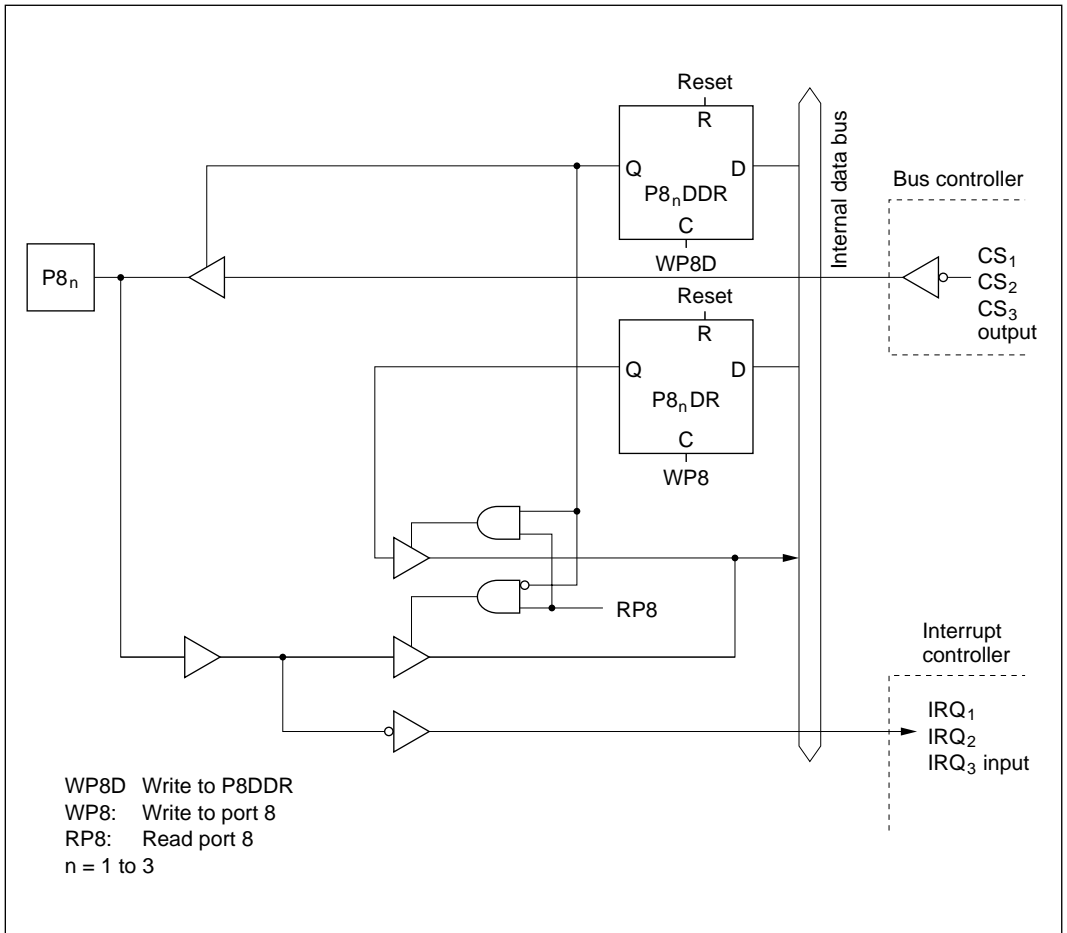 Reset
R
Q
D
P8nDDR
C
WP8D
Internal data bus
Bus controller
P8n
CS1
CS2
CS3
output
Reset
R
Q
D
P8nDR
C
WP8
RP8
Interrupt
controller
IRQ1
IRQ2
IRQ3 input
WP8D Write to P8DDR
WP8: Write to port 8
RP8: Read port 8
n = 1 to 3